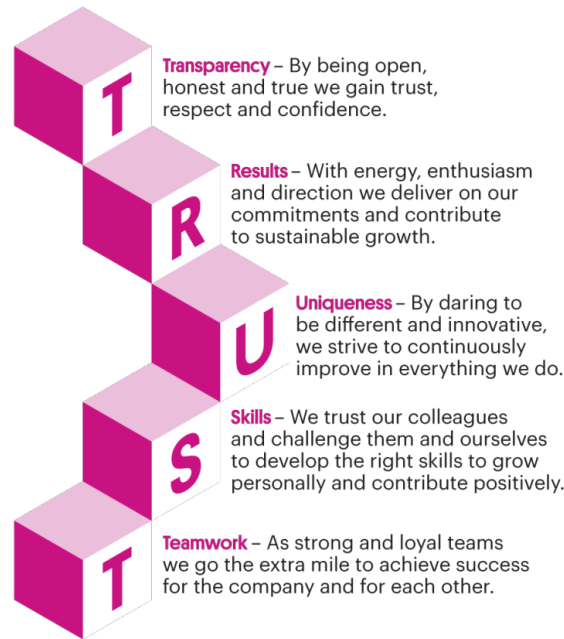 T
Transparency – By being open,
honest and true we gain trust,
respect and confidence.
R
Results – With energy, enthusiasm
and direction we deliver on our
commitments and contribute
to sustainable growth.
U
Uniqueness – By daring to
be different and innovative,
we strive to continuously
improve in everything we do.
S
Skills – We trust our colleagues
and challenge them and ourselves
to develop the right skills to grow
personally and contribute positively.
T
Teamwork – As strong and loyal teams
we go the extra mile to achieve success
for the company and for each other.